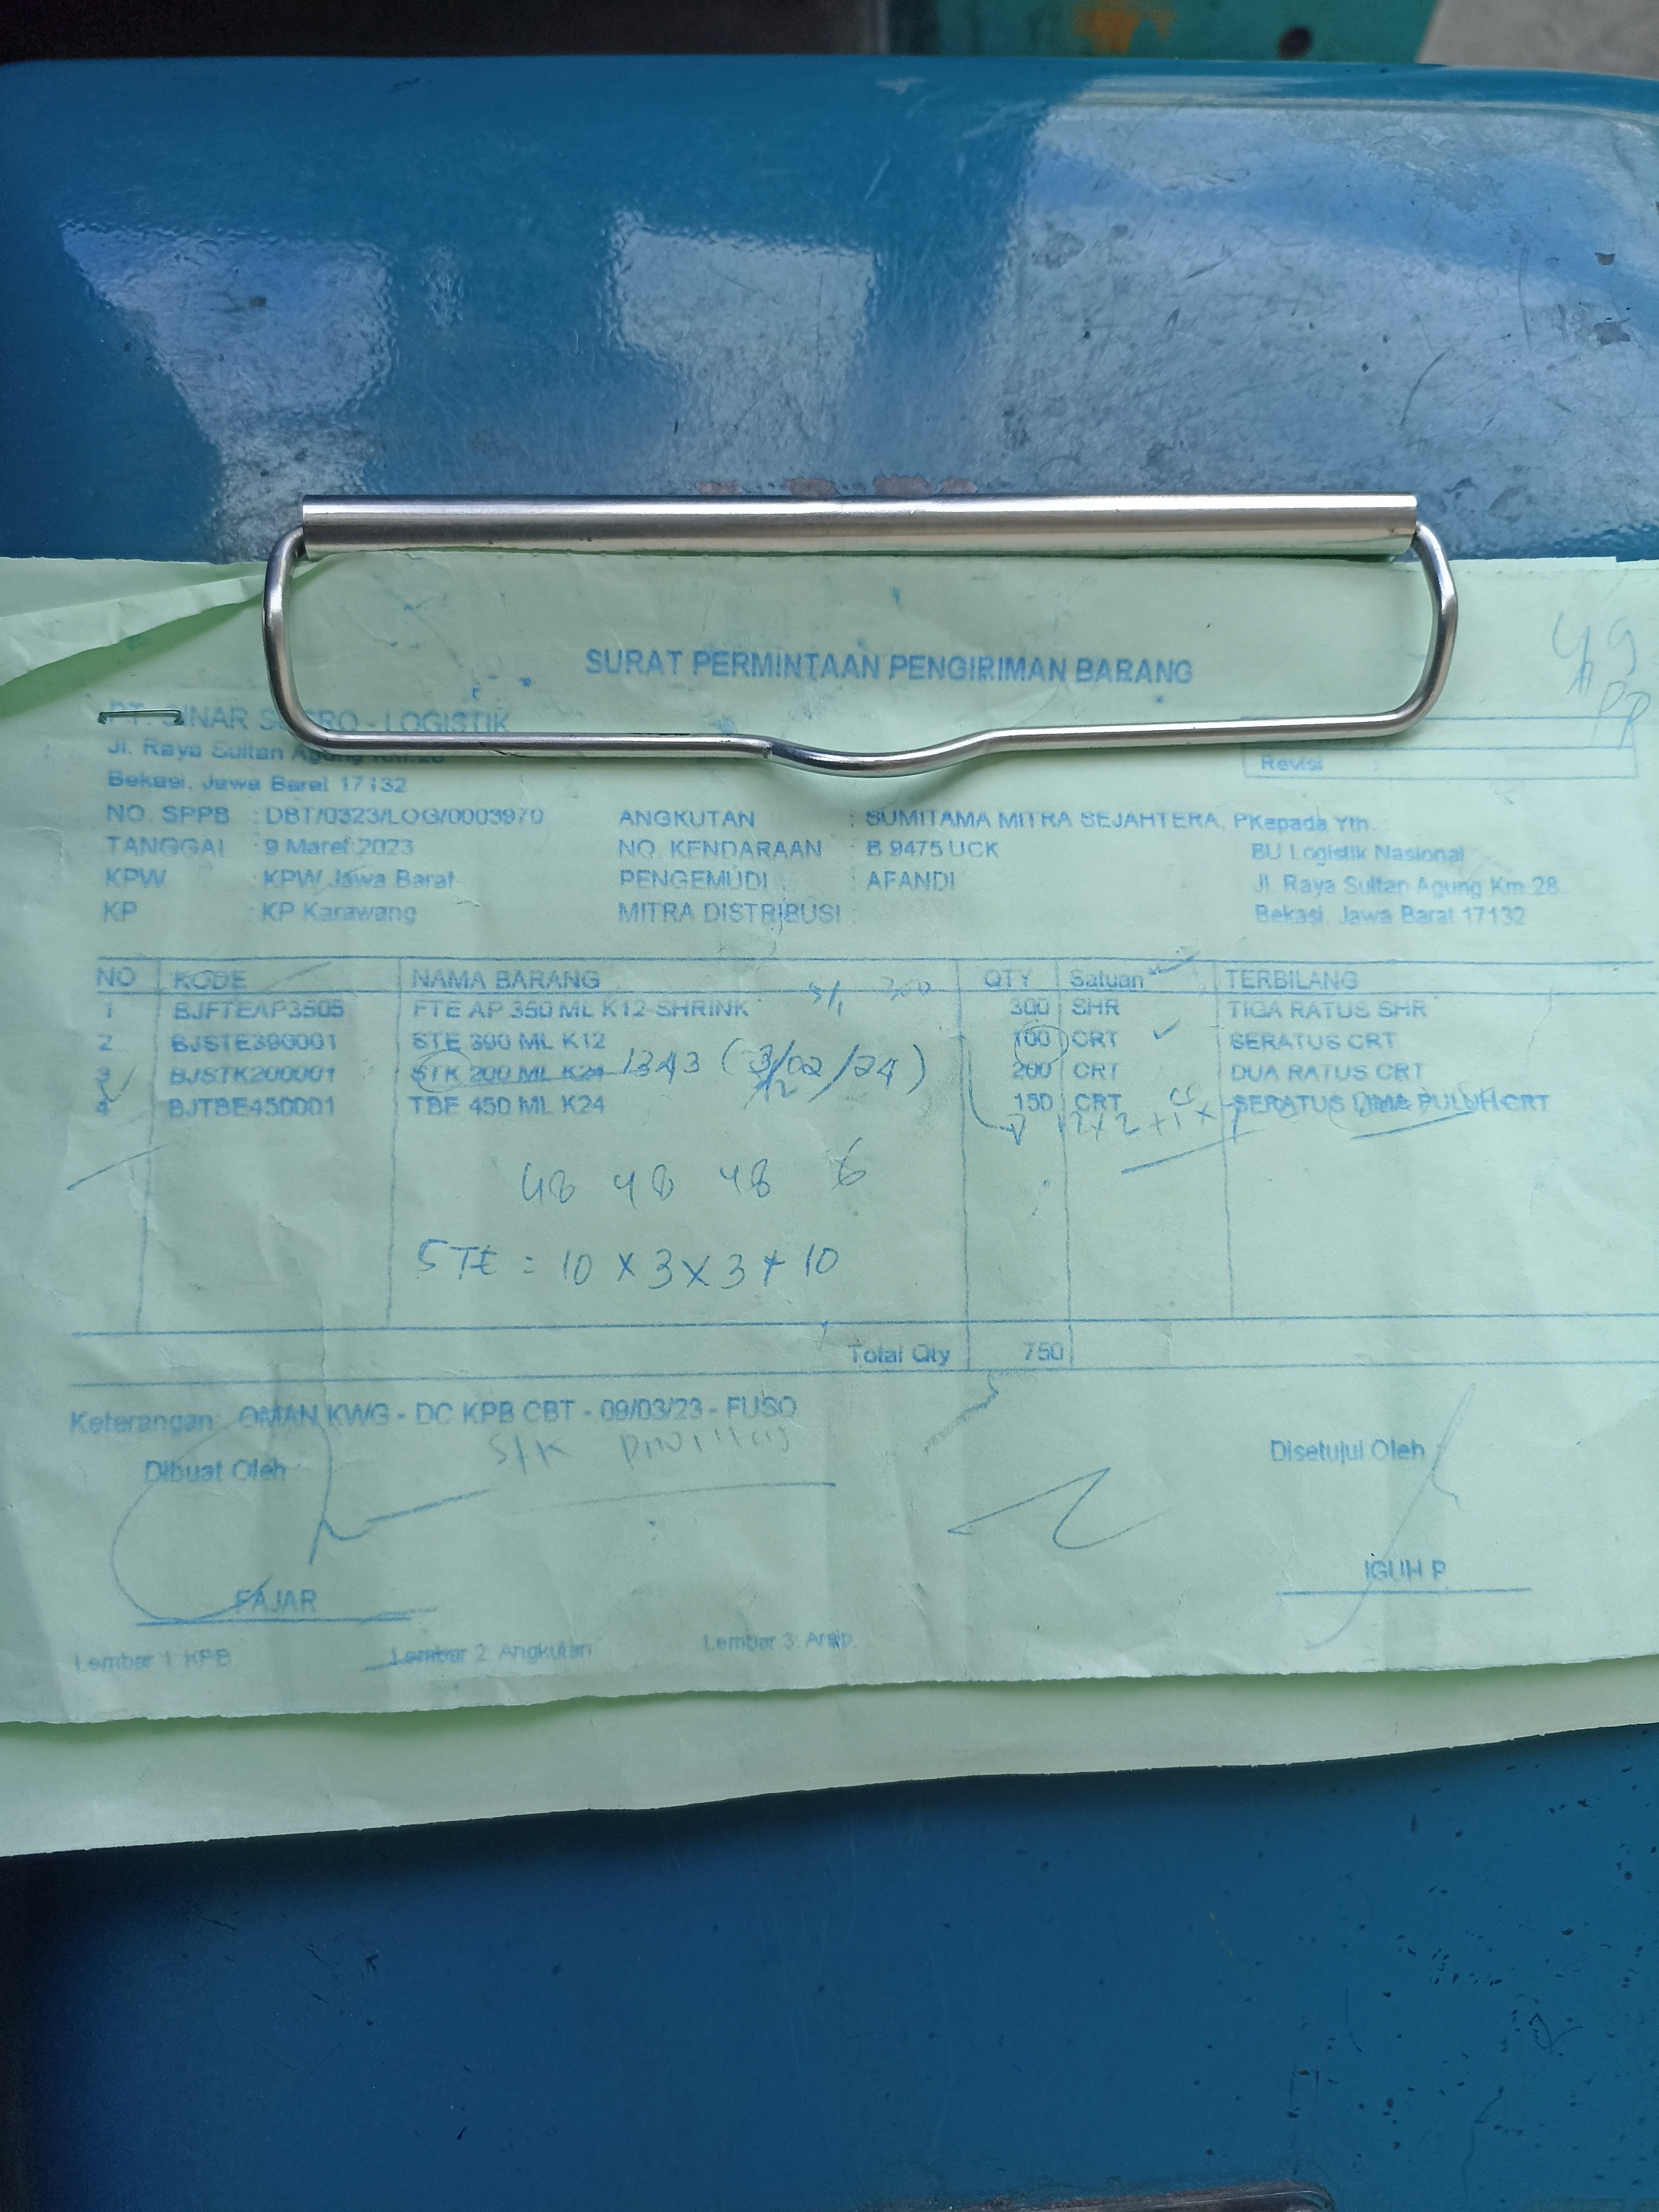 SURAT PERMINTAAN PENGIRIMAN BARANG
LOGISTIK
Jl. Raya Sultan Agung
Bekasi, Jawa Barat 17132
Revisi
NO. SPPB : DBT/0323/LOG/0003970 ANGKUTAN : SUMITAMA MITRA SEJAHTERA, PKepada Yth.
TANGGAL : 9 Maret 2023 NO. KENDARAAN : B 9475 UCK BU Logistik Nasional
KPW : KPW Jawa Barat PENGEMUDI : AFANDI Jl. Raya Sultan Agung Km.28
KP : KP Karawang MITRA DISTRIBUSI : Bekasi, Jawa Barat 17132
NO KODE NAMA BARANG QTY Satuan TERBILANG
300
1 BJFTEAP3505 FTE AP 350 ML K12-SHRINK 300 SHR TIGA RATUS SHR
2 BJSTE390001 STE 390 ML K12 100 CRT SERATUS CRT
3 BJSTK200001 STK 200 ML K24 1343 200 CRT DUA RATUS CRT
4 BJTBE450001 TBE 450 ML K24 150 CRT SERATUS LIMA PULUH CRT
48 48 48 6
STE = 10 x 3 x 3 + 10
Total Qty 750
Keterangan: OMAN KWG - DC KPB CBT - 09/03/23 - FUSO
Dibuat Oleh : Disetujui Oleh :
FAJAR IGUH P
Lembar 1: KPB Lembar 2: Angkutan Lembar 3: Arsip